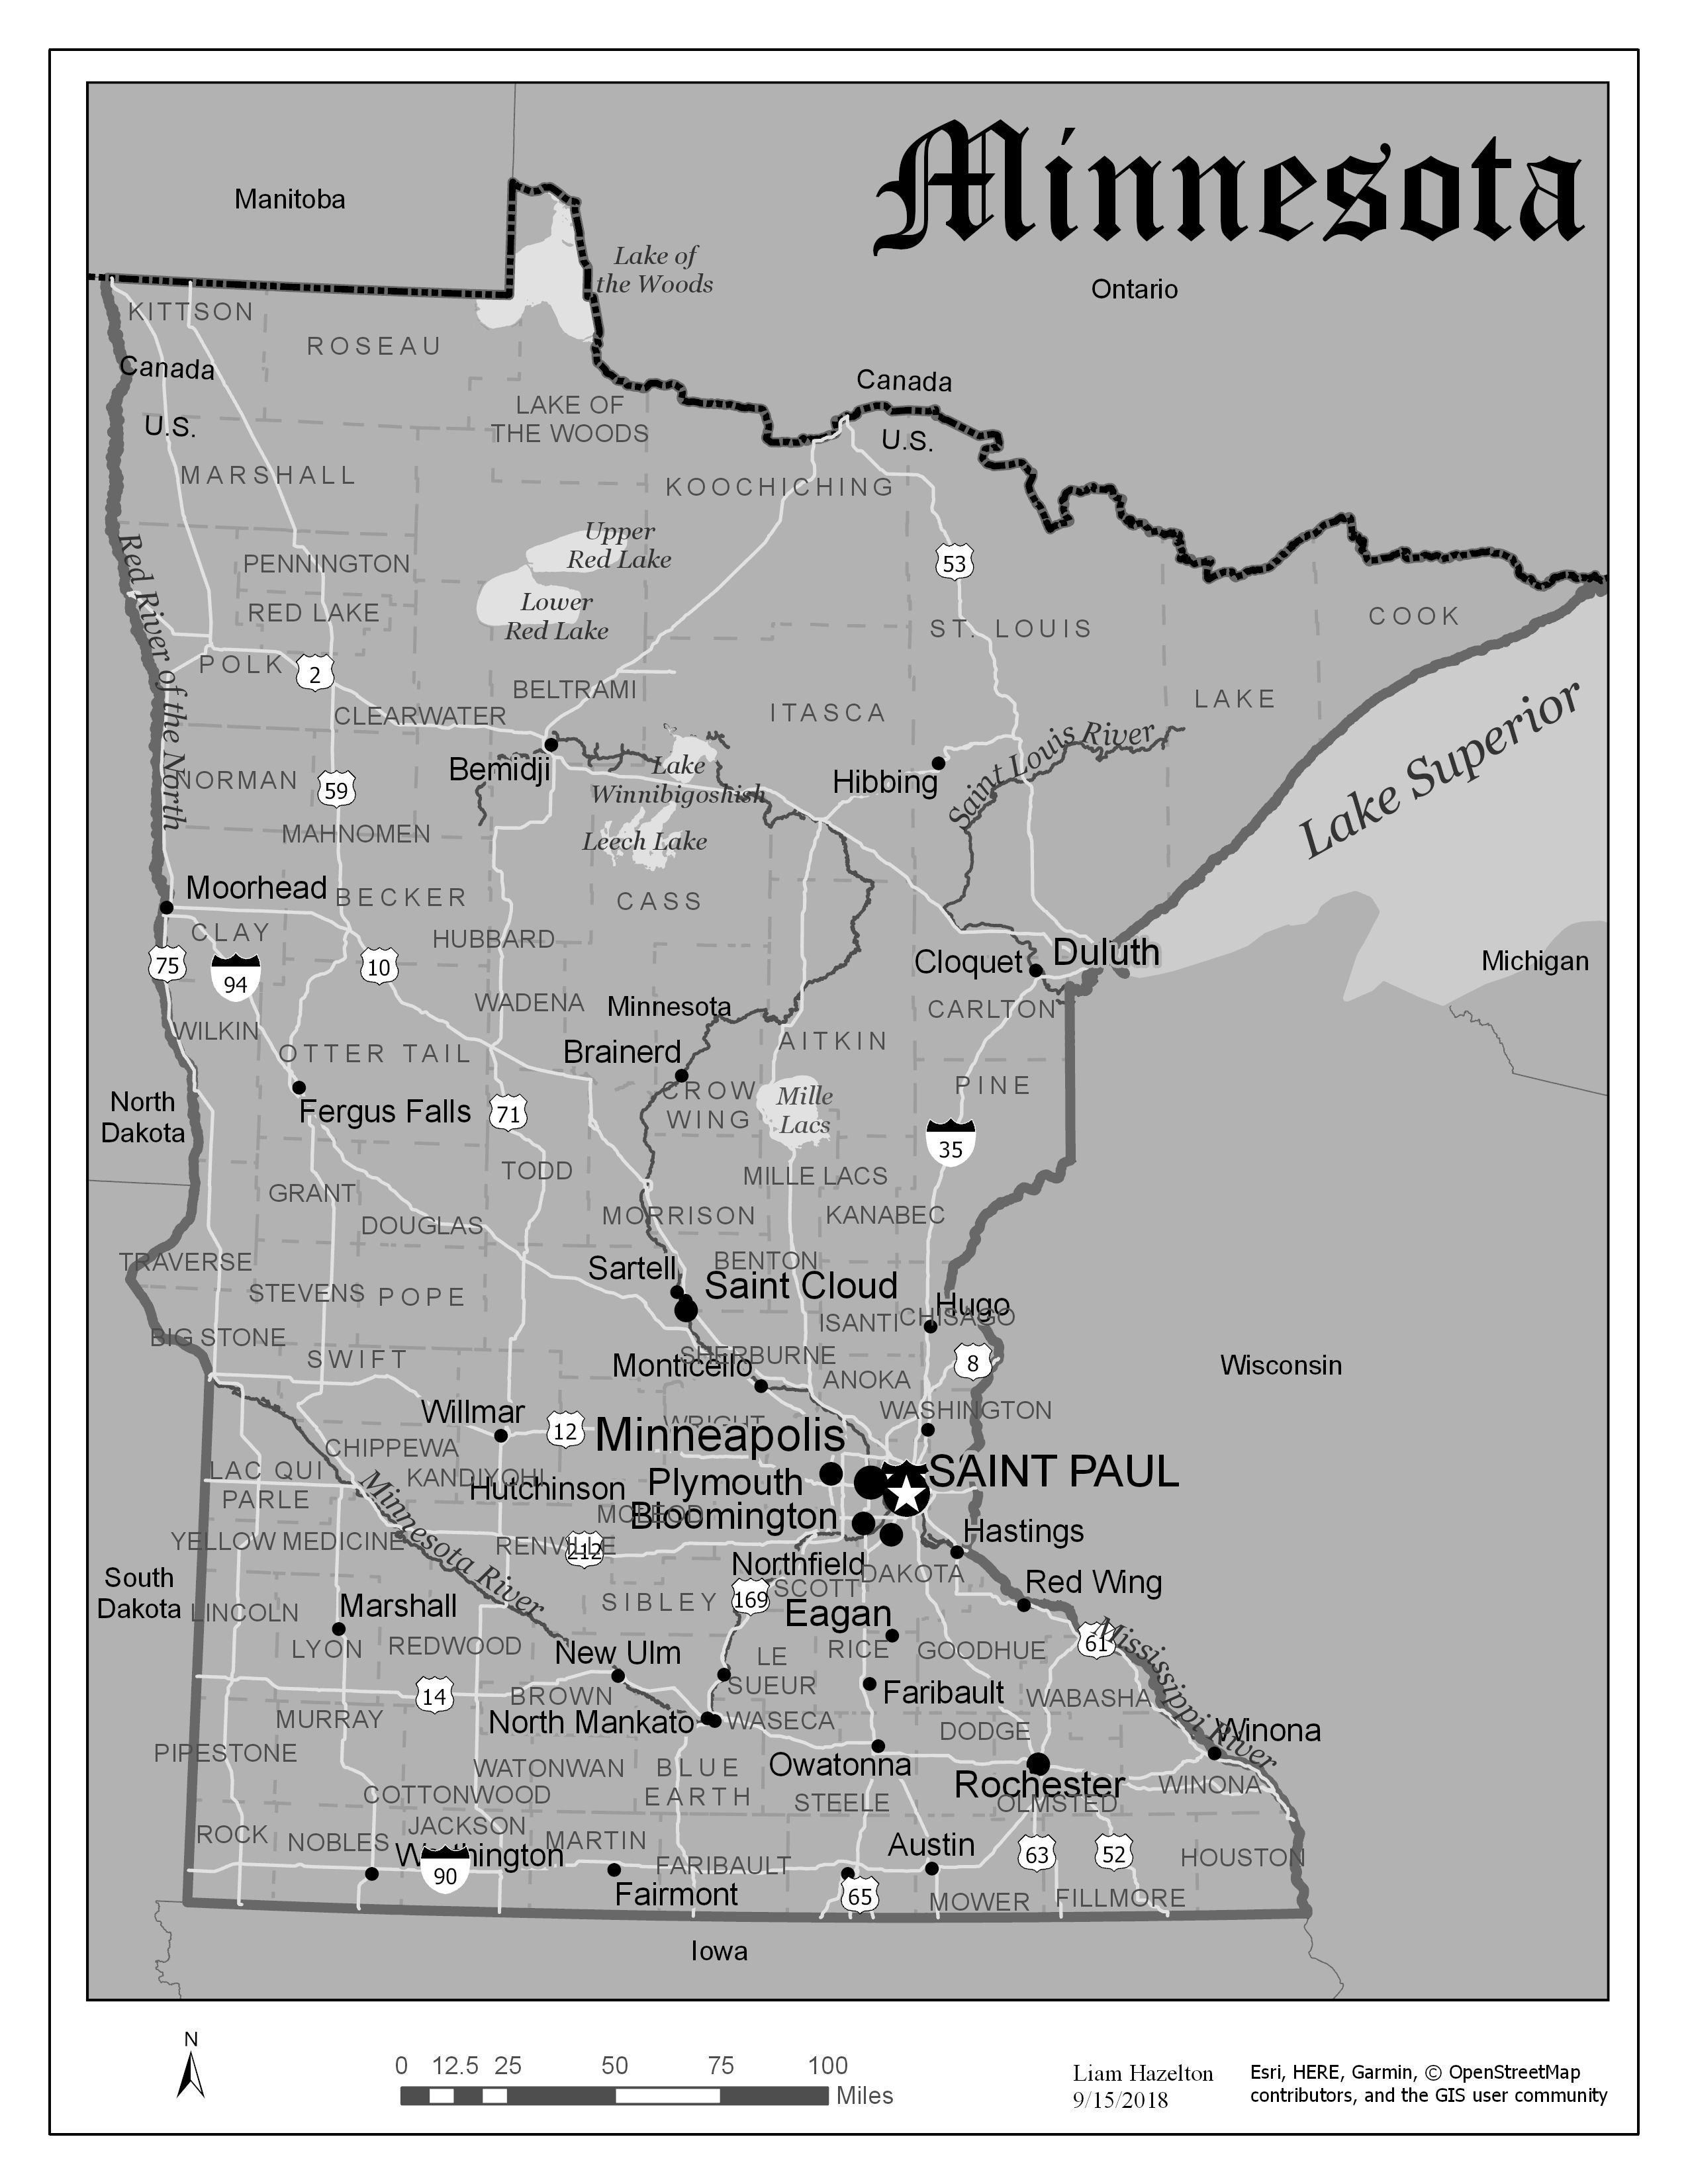 Minnesota
Manitoba
Lake of
the Woods
Ontario
KITTSON
ROSEAU
Canada
Canada
LAKE OF
THE WOODS
U.S.
U.S.
MARSHALL
KOOCHICHING
Upper
Red Lake
53
PENNINGTON
Lower
Red Lake
RED LAKE
COOK
ST. LOUIS
Red River of the North
POLK
2
BELTRAMI
LAKE
CLEARWATER
ITASCA
Saint Louis River
Lake Superior
Bemidji
Lake
Winnibigoshish
Hibbing
NORMAN
59
MAHNOMEN
Leech Lake
Moorhead
BECKER
CASS
CLAY
HUBBARD
75
94
10
Cloquet
Duluth
Michigan
WADENA
Minnesota
CARLTON
WILKIN
AITKIN
OTTER TAIL
Brainerd
CROW
WING
Mille
Lacs
PINE
North
Dakota
Fergus Falls
71
35
TODD
MILLE LACS
GRANT
DOUGLAS
MORRISON
KANABEC
TRAVERSE
Sartell
BENTON
Saint Cloud
STEVENS
POPE
Hugo
ISANTI
CHISAGO
BIG STONE
SWIFT
Monticello
SHERBURNE
8
Wisconsin
ANOKA
Willmar
12
WRIGHT
WASHINGTON
Minneapolis
CHIPPEWA
LAC QUI
PARLE
KANDIYOHI
Hutchinson
Plymouth
SAINT PAUL
MCLEOD
Bloomington
Minnesota River
YELLOW MEDICINE
RENVILLE
212
Hastings
Northfield
DAKOTA
South
Dakota
LINCOLN
Marshall
SIBLEY
169
SCOTT
Red Wing
Eagan
LYON
REDWOOD
New Ulm
LE
SUEUR
RICE
GOODHUE
61
Mississippi River
14
BROWN
Faribault
WABASHA
MURRAY
North Mankato
WASECA
DODGE
Winona
PIPESTONE
WATONWAN
BLUE
EARTH
Owatonna
Rochester
WINONA
COTTONWOOD
STEELE
OLMSTED
ROCK
NOBLES
JACKSON
Worthington
MARTIN
Austin
63
52
HOUSTON
90
FARIBAULT
Fairmont
65
MOWER
FILLMORE
Iowa
N
0 12.5 25 50 75 100
Miles
Liam Hazelton
9/15/2018
Esri, HERE, Garmin, © OpenStreetMap
contributors, and the GIS user community